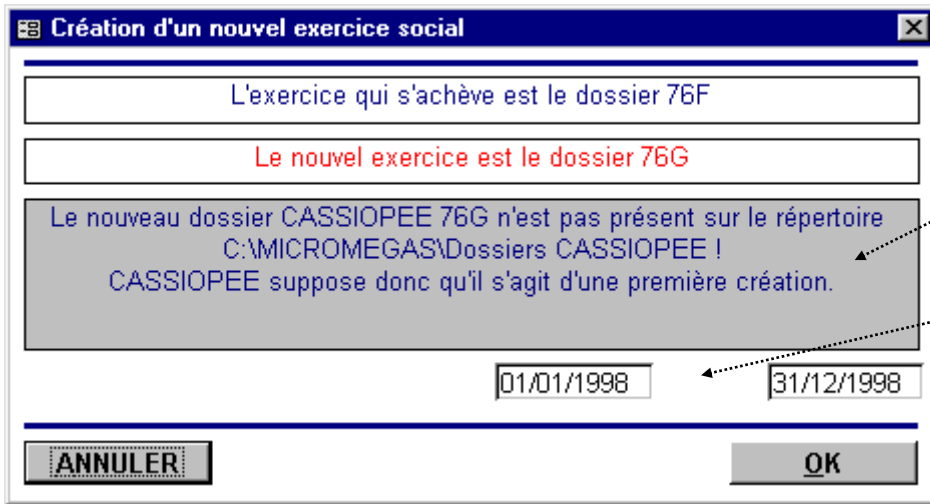 Création d'un nouvel exercice social
L'exercice qui s'achève est le dossier 76F
Le nouvel exercice est le dossier 76G
Le nouveau dossier CASSIOPEE 76G n'est pas présent sur le répertoire
C:\MICROMEGAS\Dossiers CASSIOPEE !
CASSIOPEE suppose donc qu'il s'agit d'une première création.
01/01/1998 31/12/1998
ANNULER OK